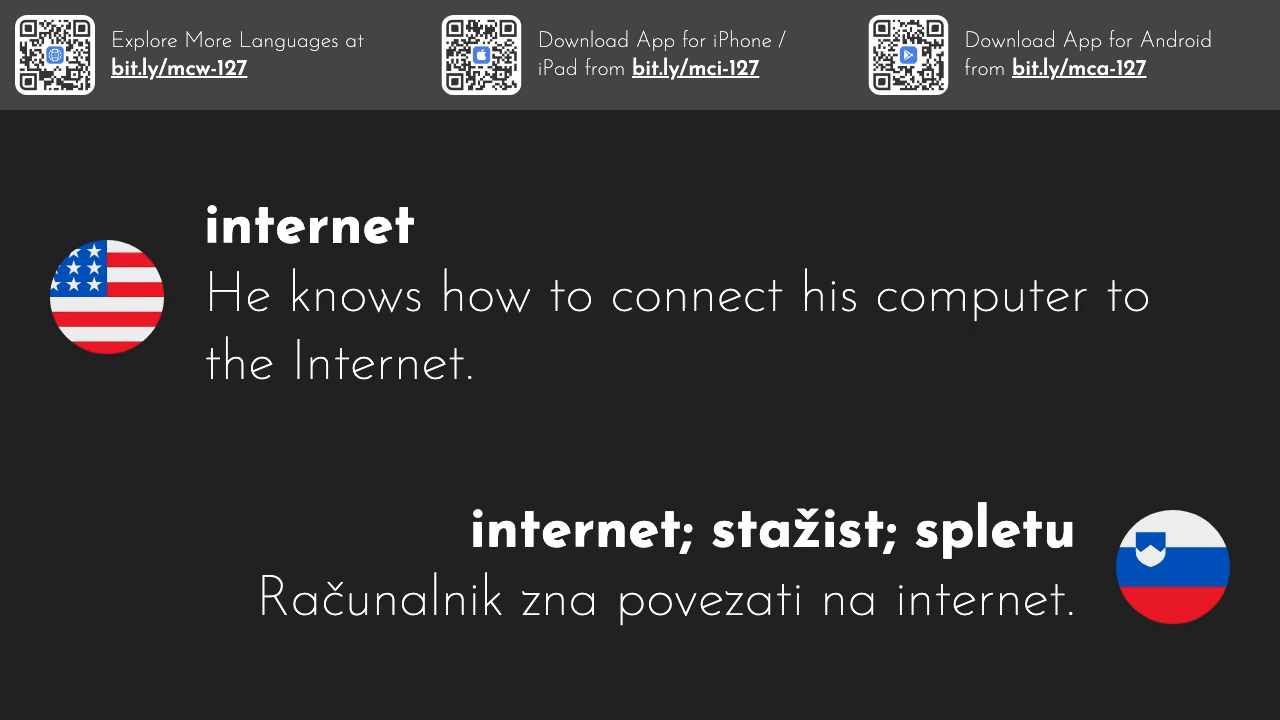 Explore More Languages at
bit.ly/mcw-127
Download App for iPhone /
iPad from bit.ly/mci-127
Download App for Android
from bit.ly/mca-127
internet
He knows how to connect his computer to
the Internet.
internet; stažist; spletu
Računalnik zna povezati na internet.